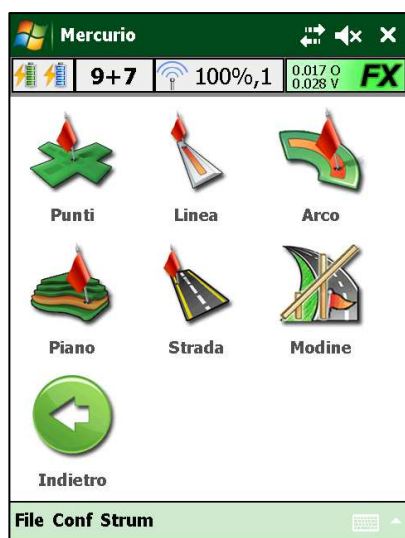 Mercurio
9+7 100%,1 0.017 O FX
0.028 V
Punti Linea Arco
Piano Strada Modine
Indietro
File Conf Strum